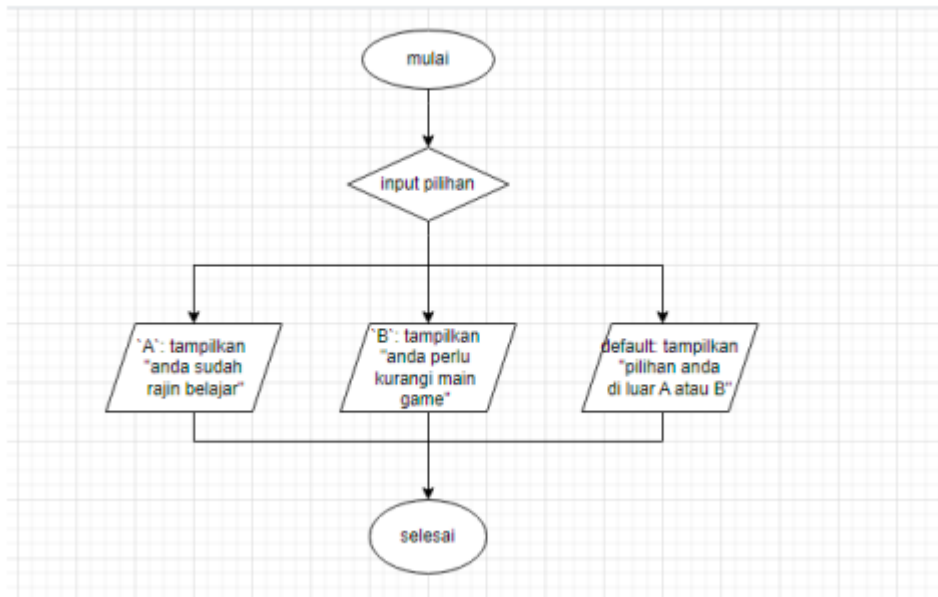 mulai
input pilihan
`A`: tampilkan
"anda sudah
rajin belajar"
`B`: tampilkan
"anda perlu
kurangi main
game"
default: tampilkan
"pilihan anda
di luar A atau B"
selesai